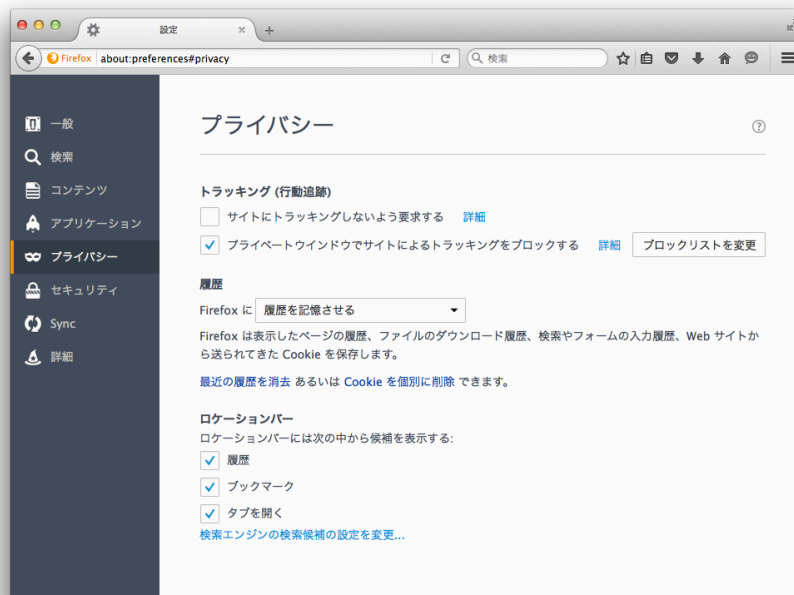 設定
Firefox about:preferences#privacy
検索
一般
検索
コンテンツ
アプリケーション
プライバシー
セキュリティ
Sync
詳細
プライバシー
トラッキング (行動追跡)
サイトにトラッキングしないよう要求する 詳細
プライベートウインドウでサイトによるトラッキングをブロックする 詳細 ブロックリストを変更
履歴
Firefox に 履歴を記憶させる
Firefox は表示したページの履歴、ファイルのダウンロード履歴、検索やフォームの入力履歴、Web サイトか
ら送られてきた Cookie を保存します。
最近の履歴を消去 あるいは Cookie を個別に削除 できます。
ロケーションバー
ロケーションバーには次の中から候補を表示する:
履歴
ブックマーク
タブを開く
検索エンジンの検索候補の設定を変更...